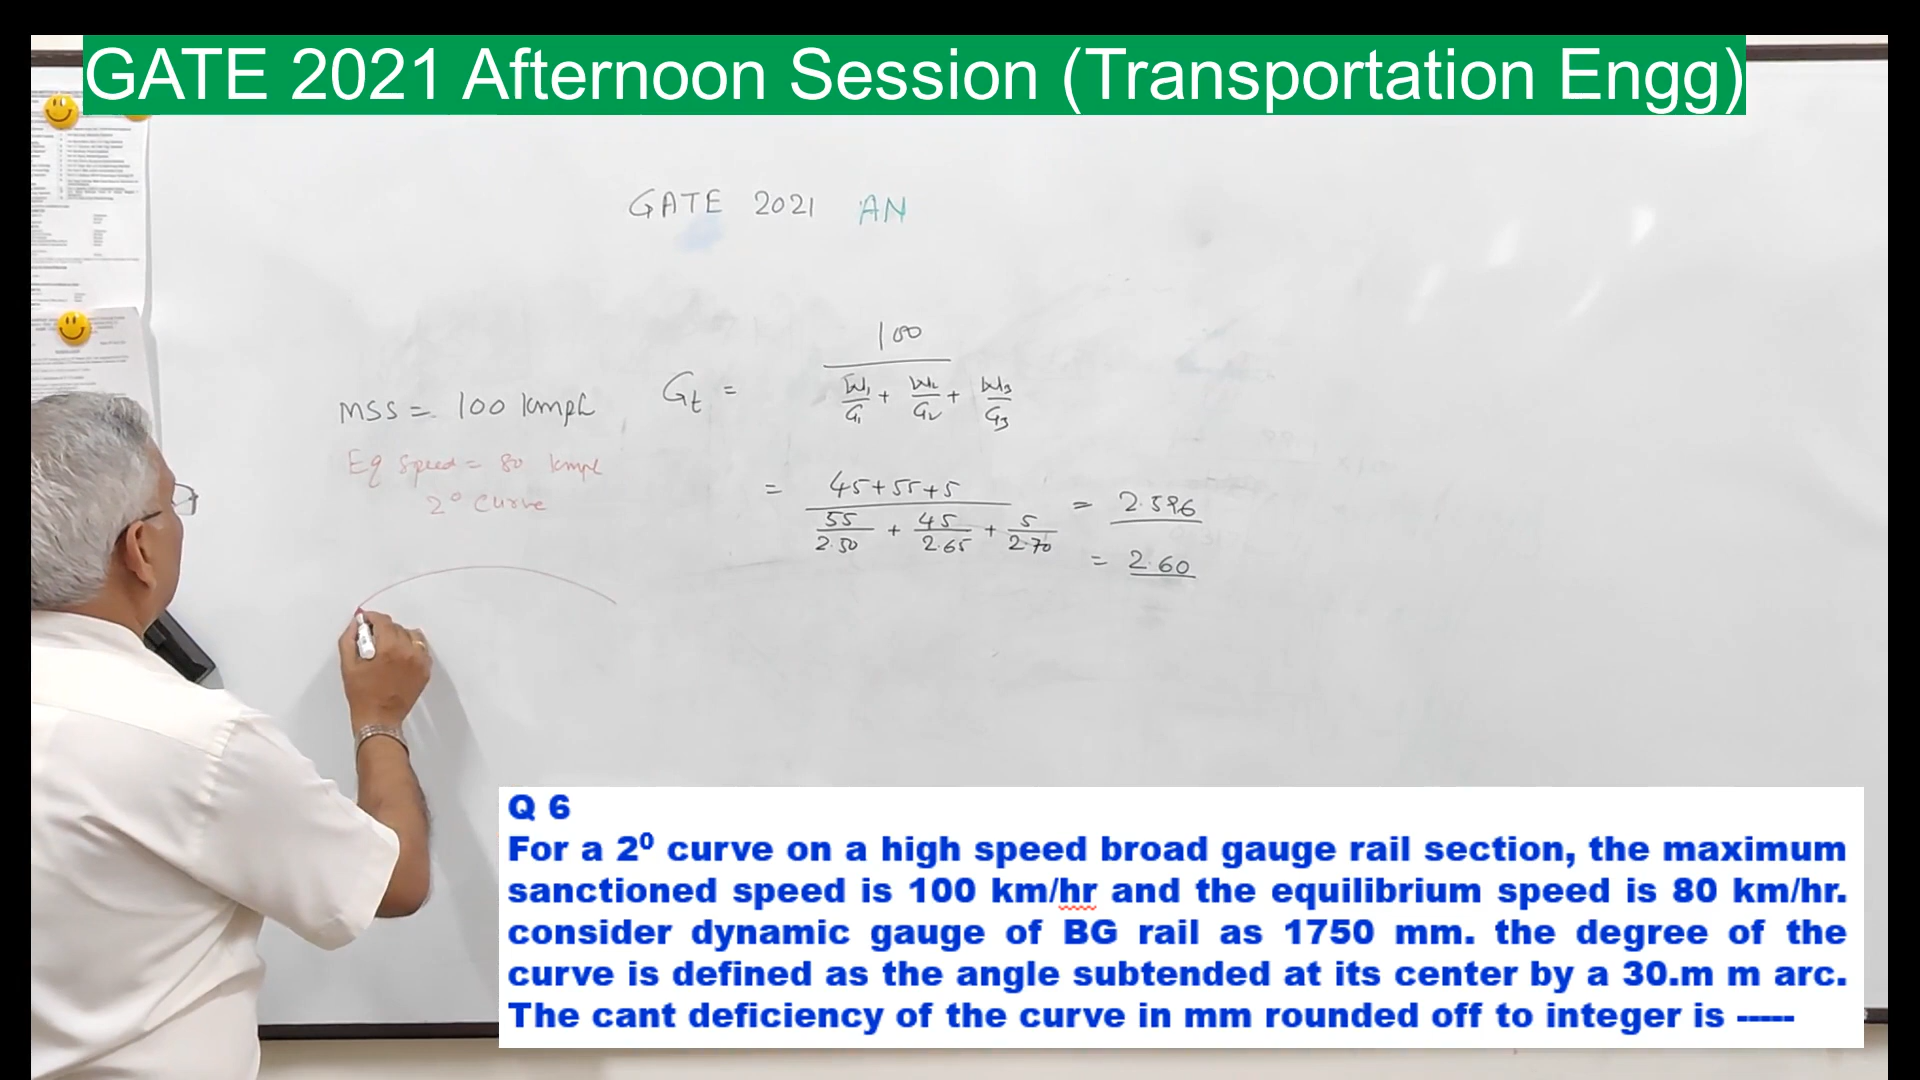 GATE 2021 Afternoon Session (Transportation Engg)
GATE 2021 AN
MSS = 100 kmph
Eq speed = 80 kmph
2° curve
Gt = 100 / (W1/G1 + W2/G2 + W3/G3)
= (45+55+5) / (55/2.50 + 45/2.65 + 5/2.70) = 2.596
= 2.60
Q 6
For a 2⁰ curve on a high speed broad gauge rail section, the maximum
sanctioned speed is 100 km/hr and the equilibrium speed is 80 km/hr.
consider dynamic gauge of BG rail as 1750 mm. the degree of the
curve is defined as the angle subtended at its center by a 30.m m arc.
The cant deficiency of the curve in mm rounded off to integer is -----